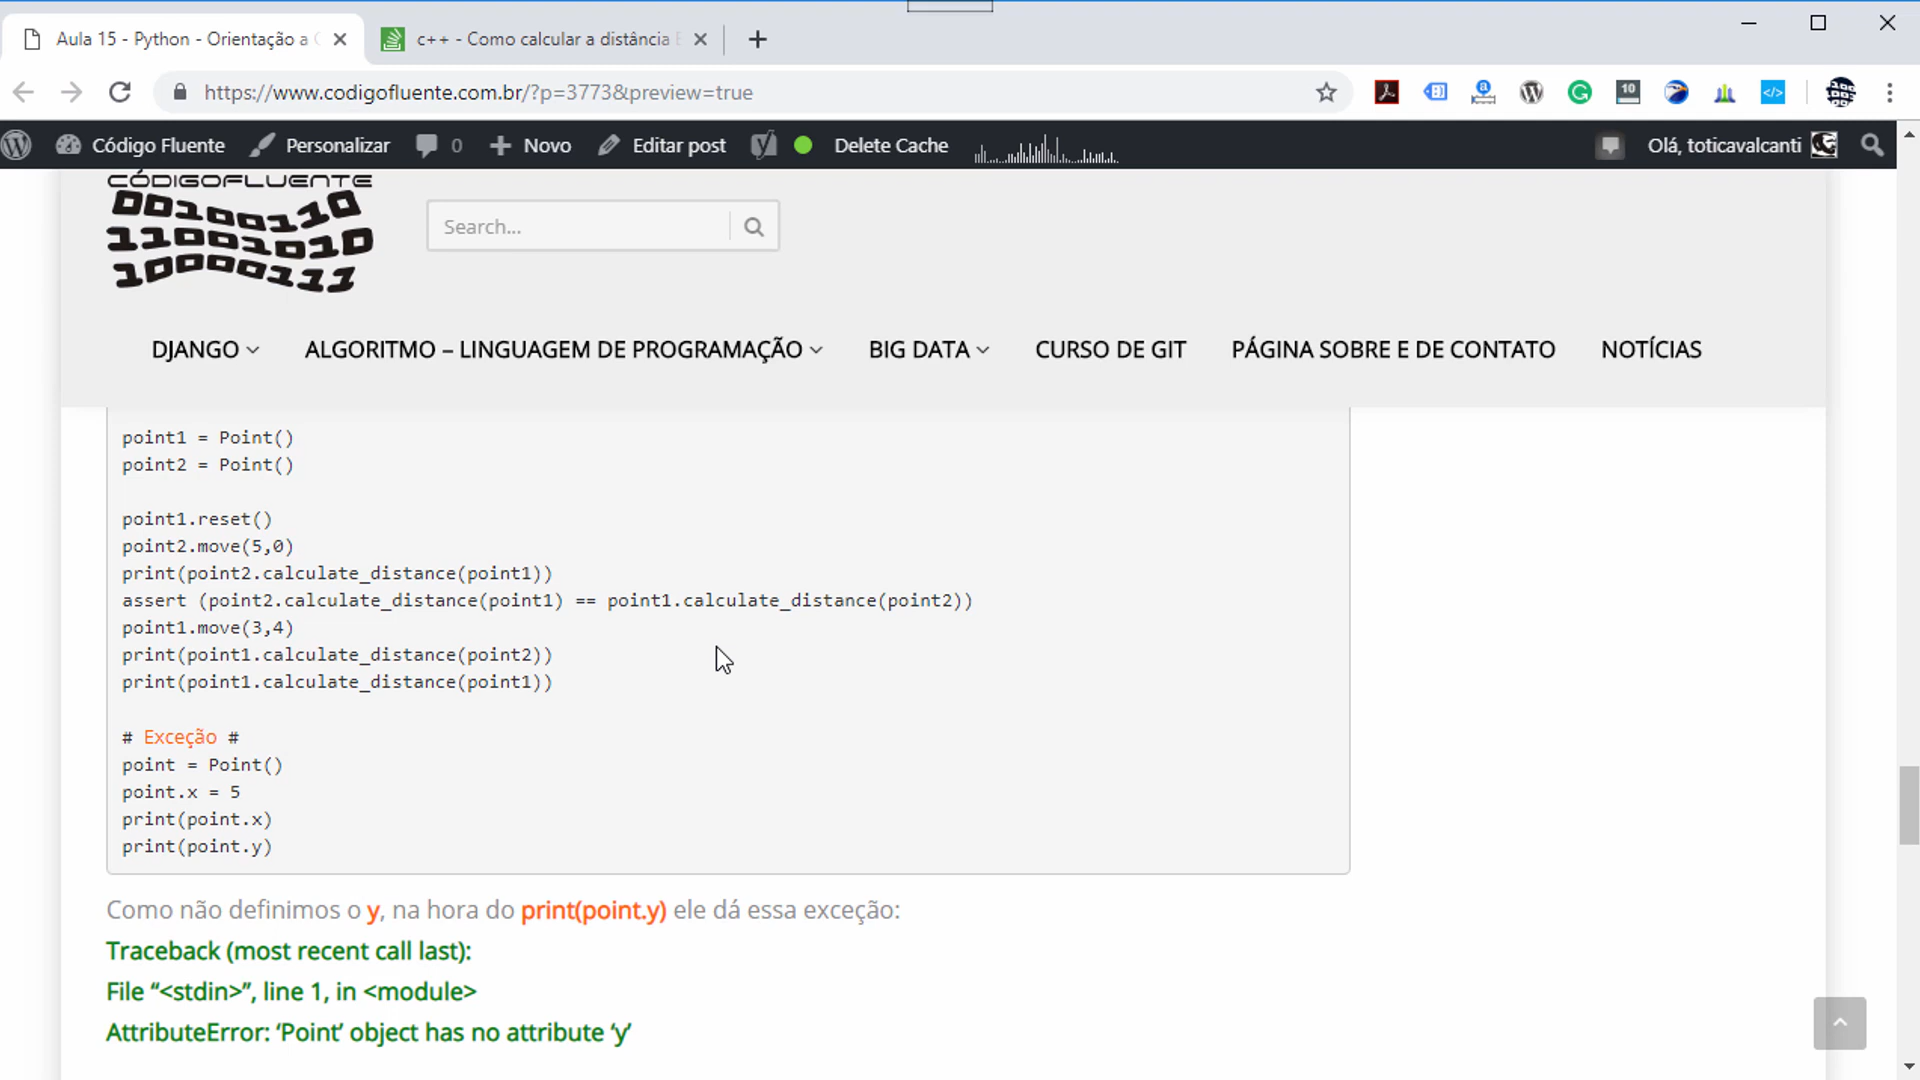 Aula 15 - Python - Orientação a
c++ - Como calcular a distância
https://www.codigofluente.com.br/?p=3773&preview=true
10
Código Fluente
Personalizar
0
Novo
Editar post
Delete Cache
Olá, toticavalcanti
CÓDIGOFLUENTE
00100110
11001010
10000111
Search...
DJANGO
ALGORITMO – LINGUAGEM DE PROGRAMAÇÃO
BIG DATA
CURSO DE GIT
PÁGINA SOBRE E DE CONTATO
NOTÍCIAS
point1 = Point()
point2 = Point()
point1.reset()
point2.move(5,0)
print(point2.calculate_distance(point1))
assert (point2.calculate_distance(point1) == point1.calculate_distance(point2))
point1.move(3,4)
print(point1.calculate_distance(point2))
print(point1.calculate_distance(point1))
# Exceção #
point = Point()
point.x = 5
print(point.x)
print(point.y)
Como não definimos o y, na hora do print(point.y) ele dá essa exceção:
Traceback (most recent call last):
File “<stdin>”, line 1, in <module>
AttributeError: ‘Point’ object has no attribute ‘y’